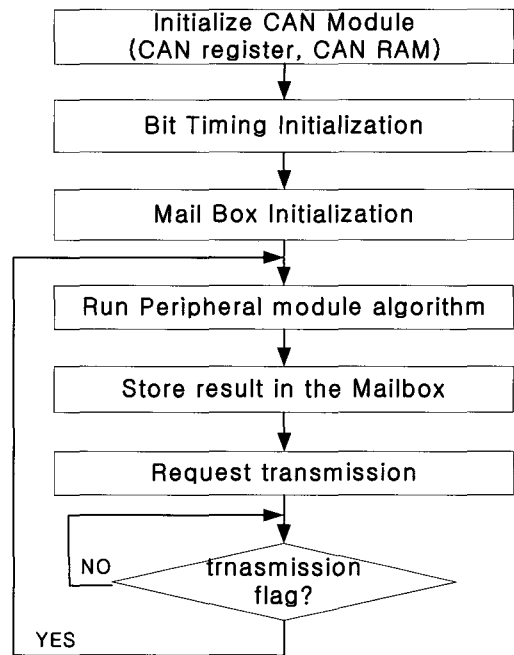 Initialize CAN Module
(CAN register, CAN RAM)
Bit Timing Initialization
Mail Box Initialization
Run Peripheral module algorithm
Store result in the Mailbox
Request transmission
trnasmission
flag?
NO
YES